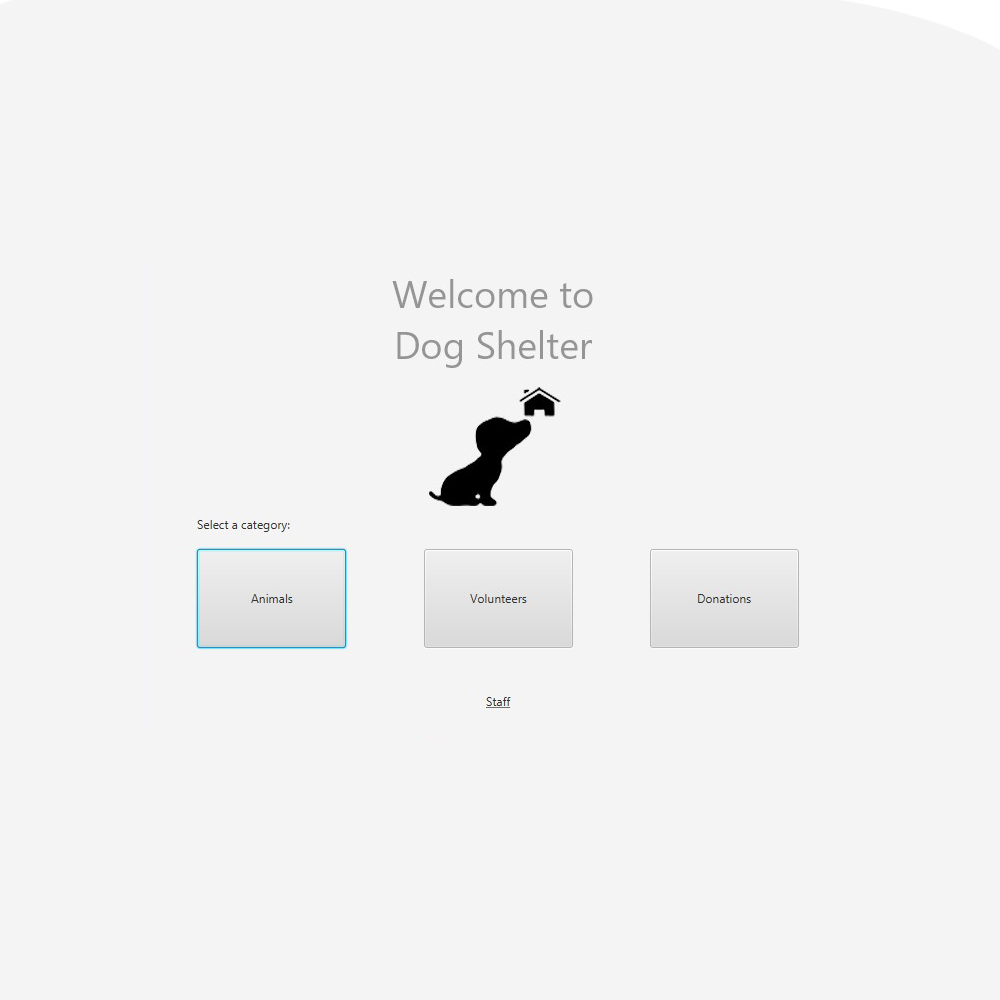 Welcome to
Dog Shelter
Select a category:
Animals
Volunteers
Donations
Staff